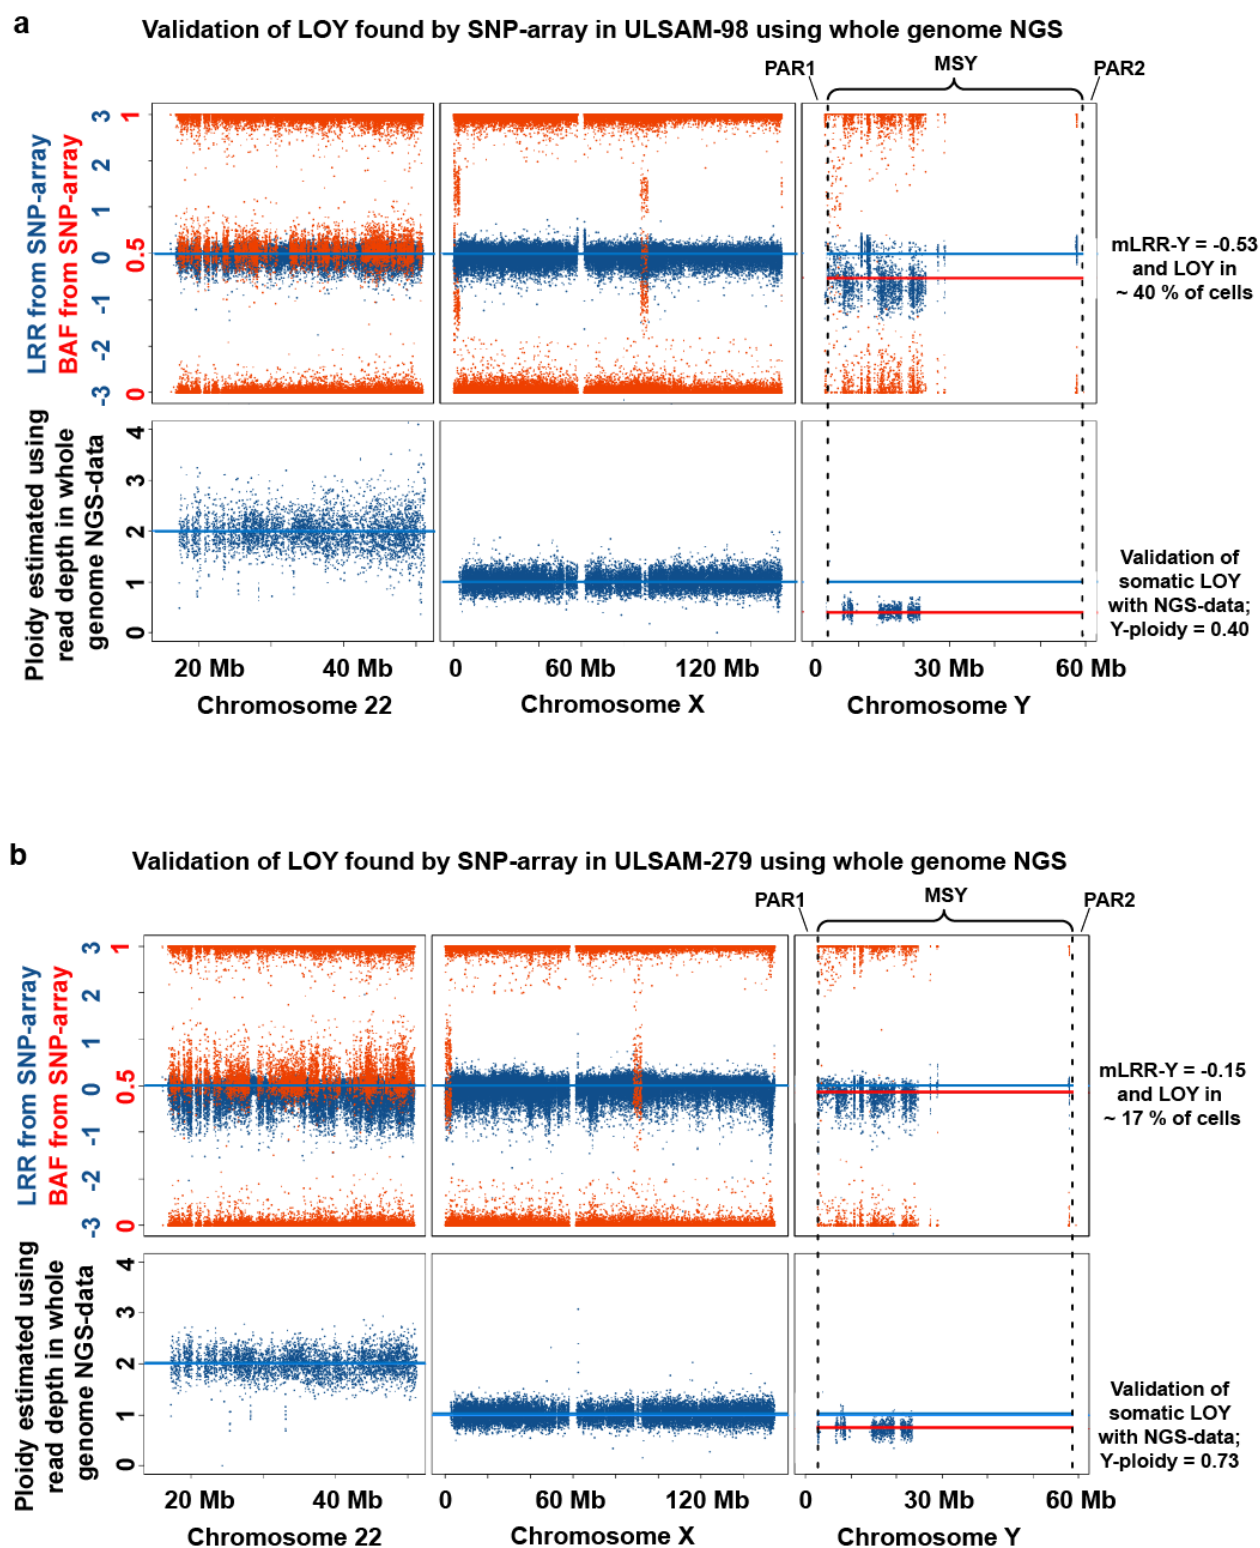 a
Validation of LOY found by SNP-array in ULSAM-98 using whole genome NGS
PAR1
MSY
PAR2
LRR from SNP-array
BAF from SNP-array
3
2
1
0
-1
-2
-3
1
0.5
0
mLRR-Y = -0.53
and LOY in
~ 40 % of cells
Ploidy estimated using
read depth in whole
genome NGS-data
4
3
2
1
0
Validation of
somatic LOY
with NGS-data;
Y-ploidy = 0.40
20 Mb 40 Mb
0 60 Mb 120 Mb
0 30 Mb 60 Mb
Chromosome 22
Chromosome X
Chromosome Y
b
Validation of LOY found by SNP-array in ULSAM-279 using whole genome NGS
PAR1
MSY
PAR2
LRR from SNP-array
BAF from SNP-array
3
2
1
0
-1
-2
-3
1
0.5
0
mLRR-Y = -0.15
and LOY in
~ 17 % of cells
Ploidy estimated using
read depth in whole
genome NGS-data
4
3
2
1
0
Validation of
somatic LOY
with NGS-data;
Y-ploidy = 0.73
20 Mb 40 Mb
0 60 Mb 120 Mb
0 30 Mb 60 Mb
Chromosome 22
Chromosome X
Chromosome Y